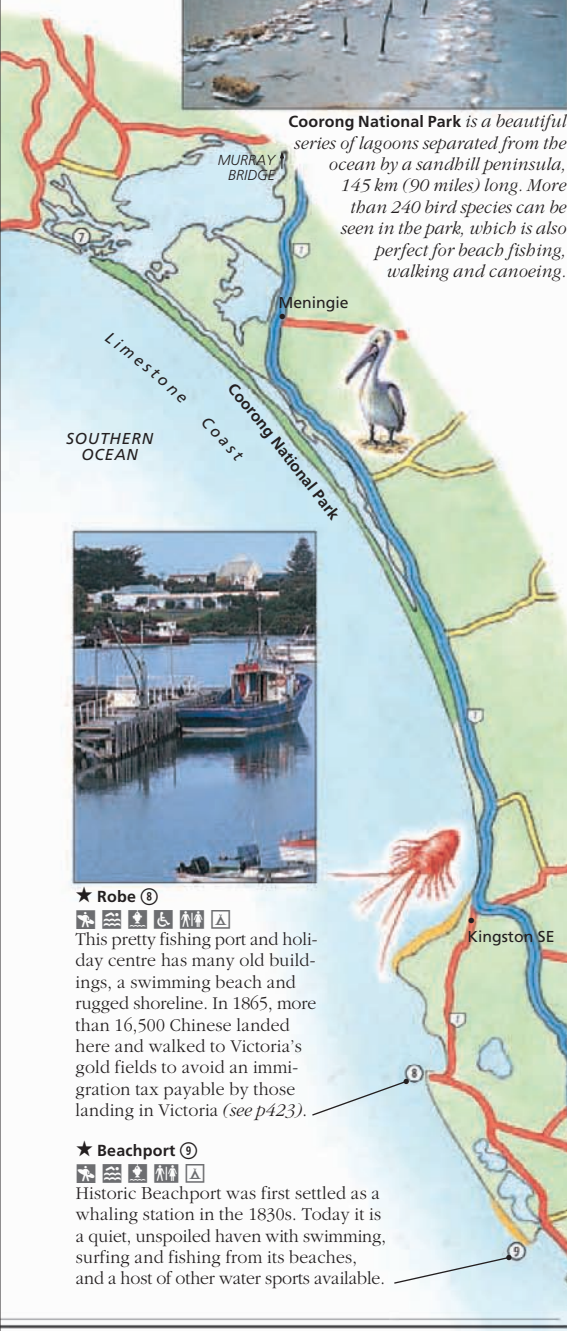 Coorong National Park is a beautiful
series of lagoons separated from the
ocean by a sandhill peninsula,
145 km (90 miles) long. More
than 240 bird species can be
seen in the park, which is also
perfect for beach fishing,
walking and canoeing.
MURRAY
BRIDGE
7
1
Meningie
Limestone Coast
Coorong National Park
SOUTHERN
OCEAN
1
★ Robe ⑧
This pretty fishing port and holi-
day centre has many old build-
ings, a swimming beach and
rugged shoreline. In 1865, more
than 16,500 Chinese landed
here and walked to Victoria's
gold fields to avoid an immi-
gration tax payable by those
landing in Victoria (see p423).
Kingston SE
1
8
★ Beachport ⑨
Historic Beachport was first settled as a
whaling station in the 1830s. Today it is
a quiet, unspoiled haven with swimming,
surfing and fishing from its beaches,
and a host of other water sports available.
9